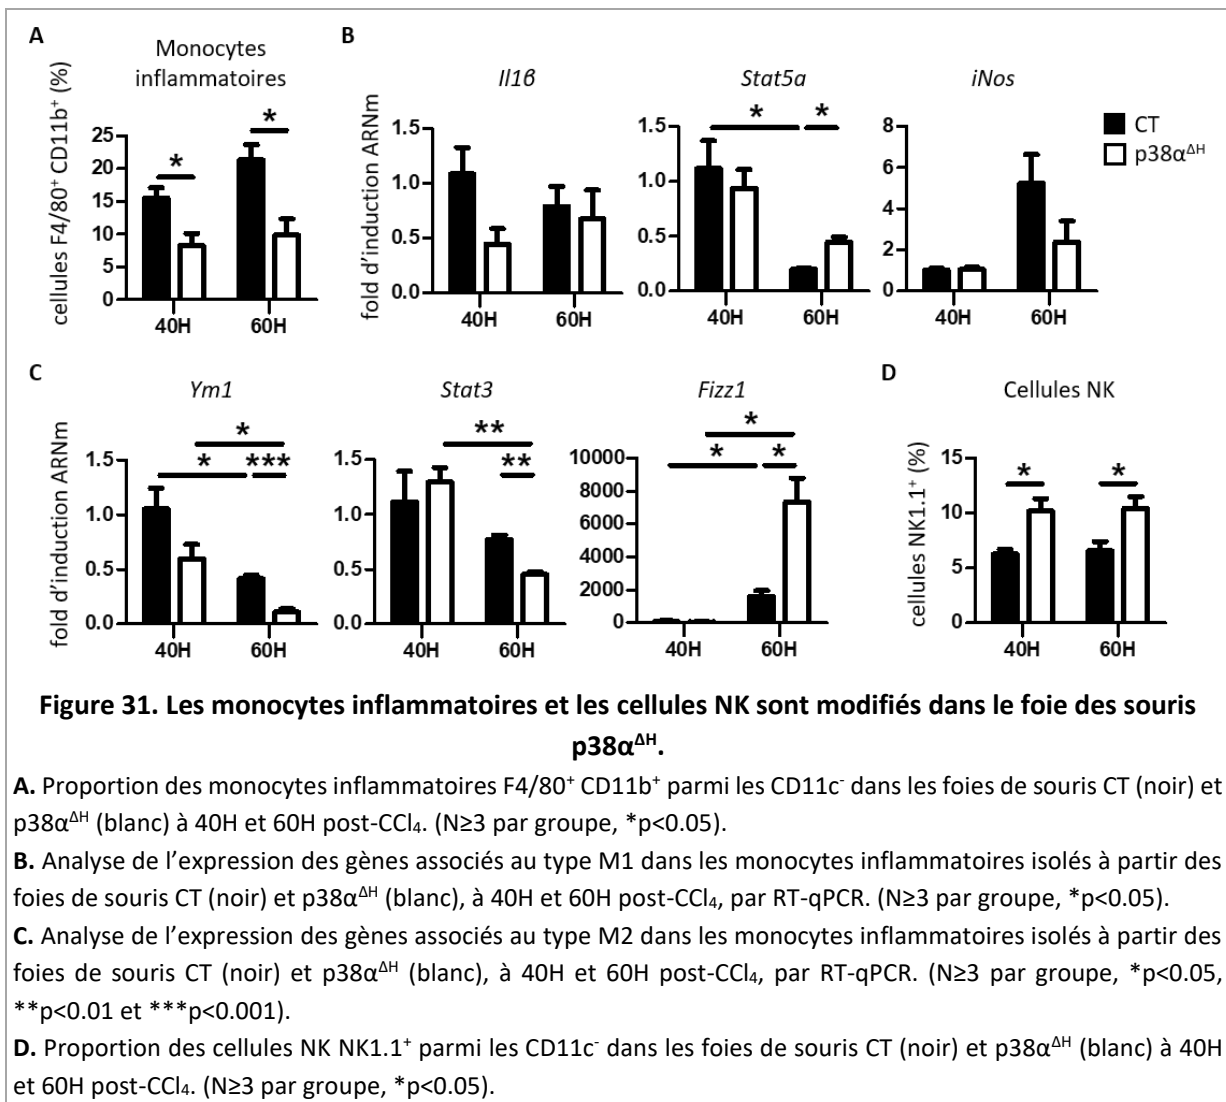 A
Monocytes
inflammatoires
cellules F4/80⁺ CD11b⁺ (%)
25
20
15
10
5
0
*
*
40H
60H
B
fold d'induction ARNm
Il1β
1.5
1.0
0.5
0.0
40H
60H
Stat5a
1.5
1.0
0.5
0.0
*
*
40H
60H
iNos
8
6
4
2
0
40H
60H
CT
p38α^ΔH
C
fold d'induction ARNm
Ym1
1.5
1.0
0.5
0.0
*
*
***
40H
60H
Stat3
1.5
1.0
0.5
0.0
**
**
40H
60H
Fizz1
10000
8000
6000
4000
2000
0
*
*
*
40H
60H
D
Cellules NK
cellules NK1.1⁺ (%)
15
10
5
0
*
*
40H
60H
Figure 31. Les monocytes inflammatoires et les cellules NK sont modifiés dans le foie des souris
p38α^ΔH.
A. Proportion des monocytes inflammatoires F4/80⁺ CD11b⁺ parmi les CD11c⁻ dans les foies de souris CT (noir) et
p38α^ΔH (blanc) à 40H et 60H post-CCl₄. (N≥3 par groupe, *p<0.05).
B. Analyse de l'expression des gènes associés au type M1 dans les monocytes inflammatoires isolés à partir des
foies de souris CT (noir) et p38α^ΔH (blanc), à 40H et 60H post-CCl₄, par RT-qPCR. (N≥3 par groupe, *p<0.05).
C. Analyse de l'expression des gènes associés au type M2 dans les monocytes inflammatoires isolés à partir des
foies de souris CT (noir) et p38α^ΔH (blanc), à 40H et 60H post-CCl₄, par RT-qPCR. (N≥3 par groupe, *p<0.05,
**p<0.01 et ***p<0.001).
D. Proportion des cellules NK NK1.1⁺ parmi les CD11c⁻ dans les foies de souris CT (noir) et p38α^ΔH (blanc) à 40H
et 60H post-CCl₄. (N≥3 par groupe, *p<0.05).